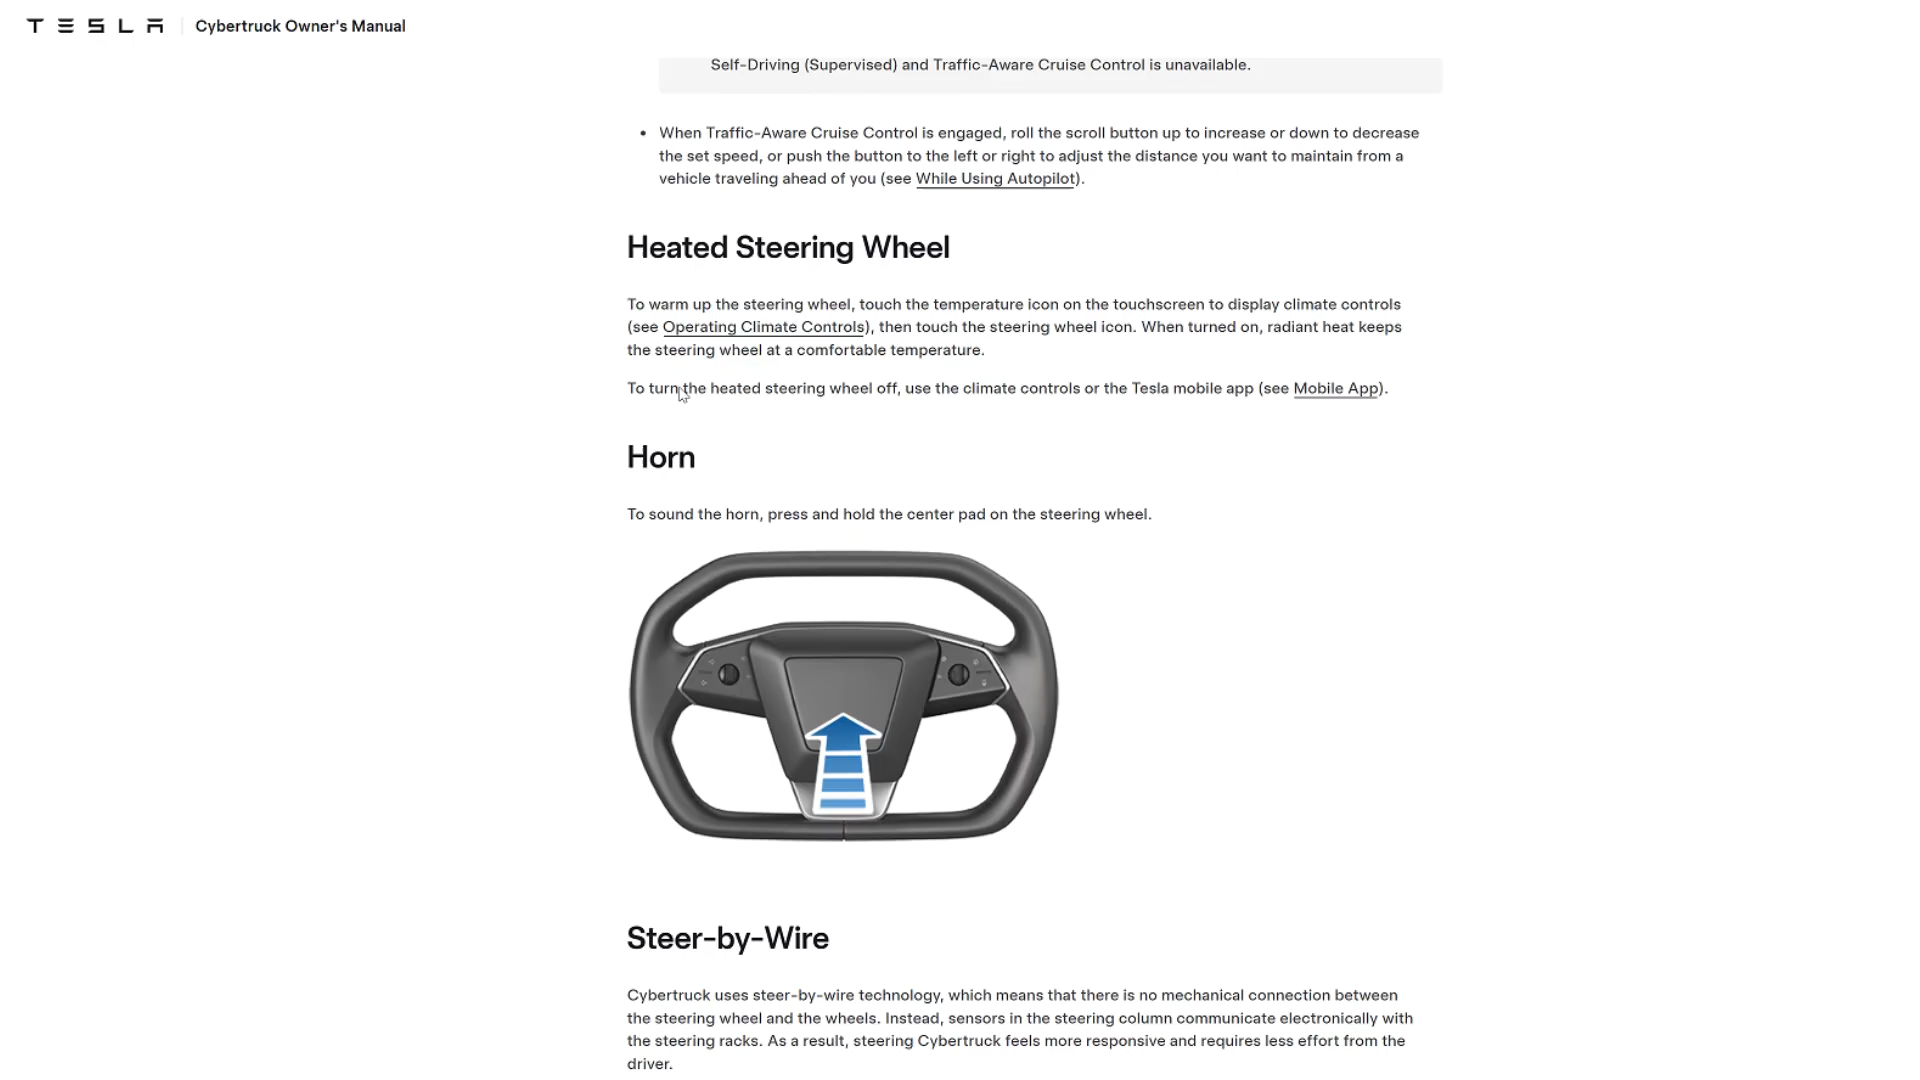 TESLA
Cybertruck Owner's Manual
Self-Driving (Supervised) and Traffic-Aware Cruise Control is unavailable.
• When Traffic-Aware Cruise Control is engaged, roll the scroll button up to increase or down to decrease
the set speed, or push the button to the left or right to adjust the distance you want to maintain from a
vehicle traveling ahead of you (see While Using Autopilot).
Heated Steering Wheel
To warm up the steering wheel, touch the temperature icon on the touchscreen to display climate controls
(see Operating Climate Controls), then touch the steering wheel icon. When turned on, radiant heat keeps
the steering wheel at a comfortable temperature.
To turn the heated steering wheel off, use the climate controls or the Tesla mobile app (see Mobile App).
Horn
To sound the horn, press and hold the center pad on the steering wheel.
Steer-by-Wire
Cybertruck uses steer-by-wire technology, which means that there is no mechanical connection between
the steering wheel and the wheels. Instead, sensors in the steering column communicate electronically with
the steering racks. As a result, steering Cybertruck feels more responsive and requires less effort from the
driver.